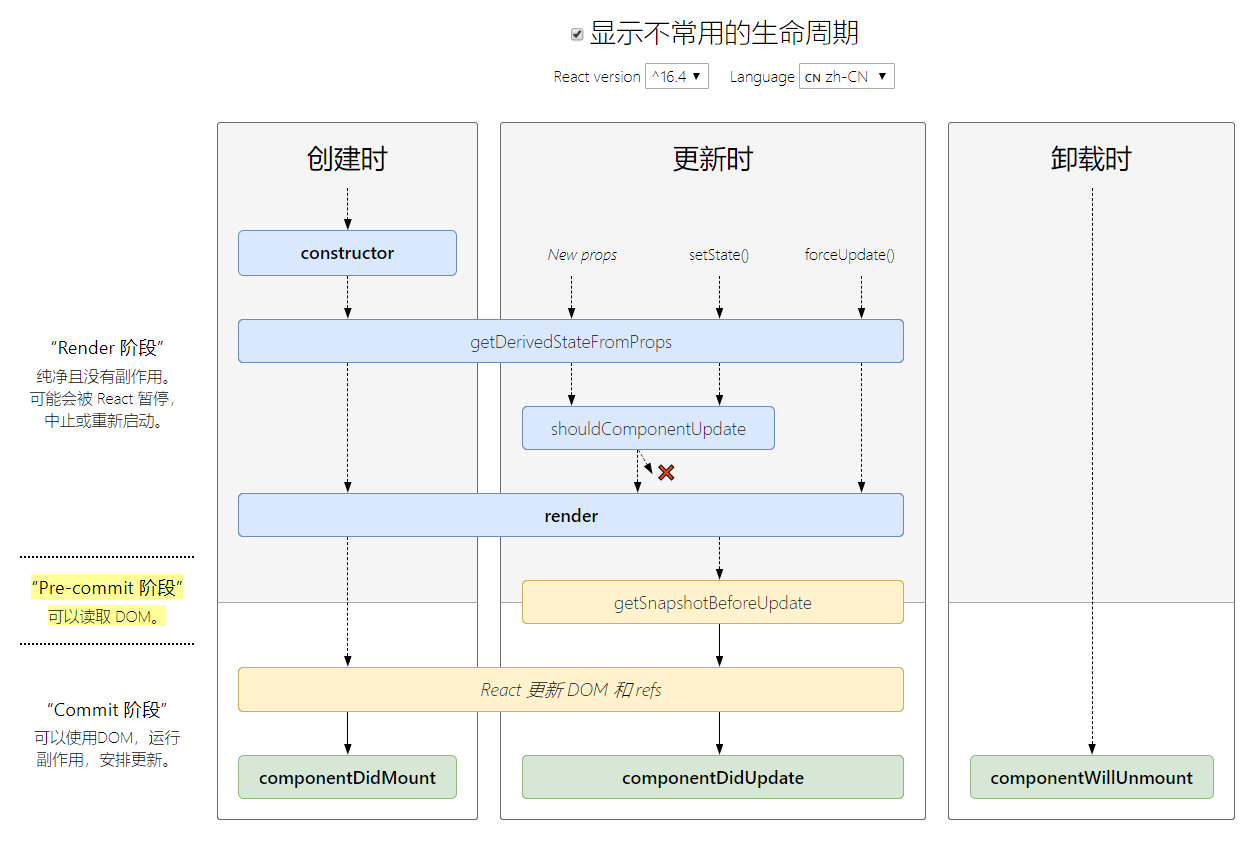 显示不常用的生命周期
React version ^16.4 Language CN zh-CN
创建时
更新时
卸载时
constructor
New props
setState()
forceUpdate()
getDerivedStateFromProps
“Render 阶段”
纯净且没有副作用。
可能会被 React 暂停，
中止或重新启动。
shouldComponentUpdate
render
“Pre-commit 阶段”
可以读取 DOM。
getSnapshotBeforeUpdate
React 更新 DOM 和 refs
“Commit 阶段”
可以使用DOM，运行
副作用，安排更新。
componentDidMount
componentDidUpdate
componentWillUnmount